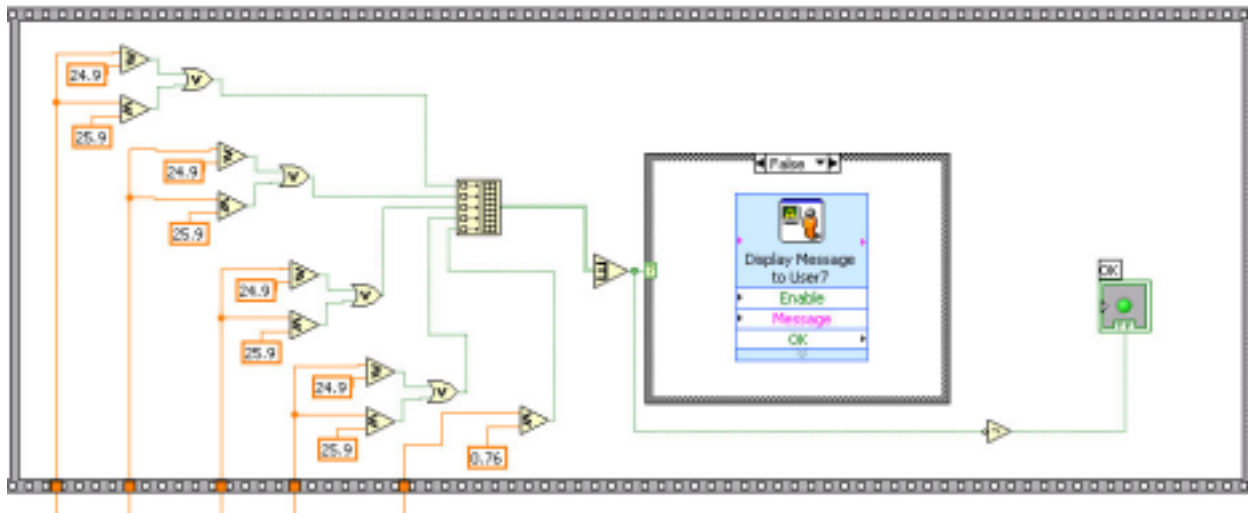 24.9
25.9
24.9
25.9
24.9
25.9
24.9
25.9
0.76
False
Display Message
to User7
Enable
Message
OK
OK